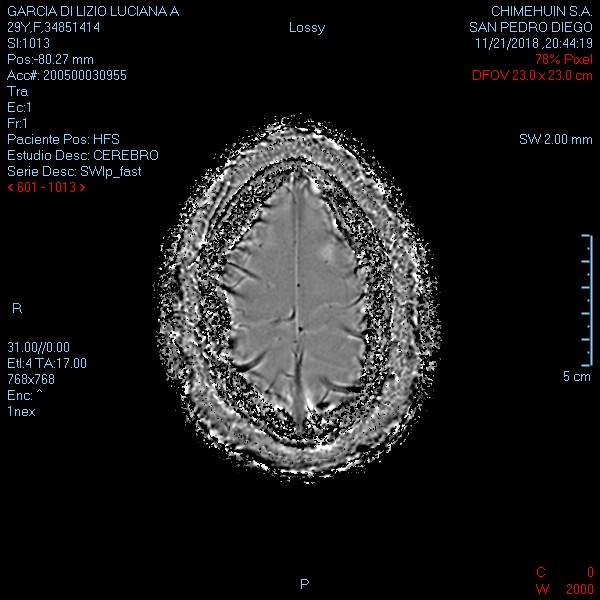 GARCIA DI LIZIO LUCIANA A
29Y,F,34851414
SI:1013
Pos:-80.27 mm
Acc#: 200500030955
Tra
Ec:1
Fr:1
Paciente Pos: HFS
Estudio Desc: CEREBRO
Serie Desc: SWIp_fast
< 601 - 1013 >
Lossy
CHIMEHUIN S.A.
SAN PEDRO DIEGO
11/21/2018 ,20:44:19
78% Pixel
DFOV 23.0 x 23.0 cm
SW 2.00 mm
R
5 cm
31.00//0.00
Etl:4 TA:17.00
768x768
Enc: ^
1nex
P
C 0
W 2000